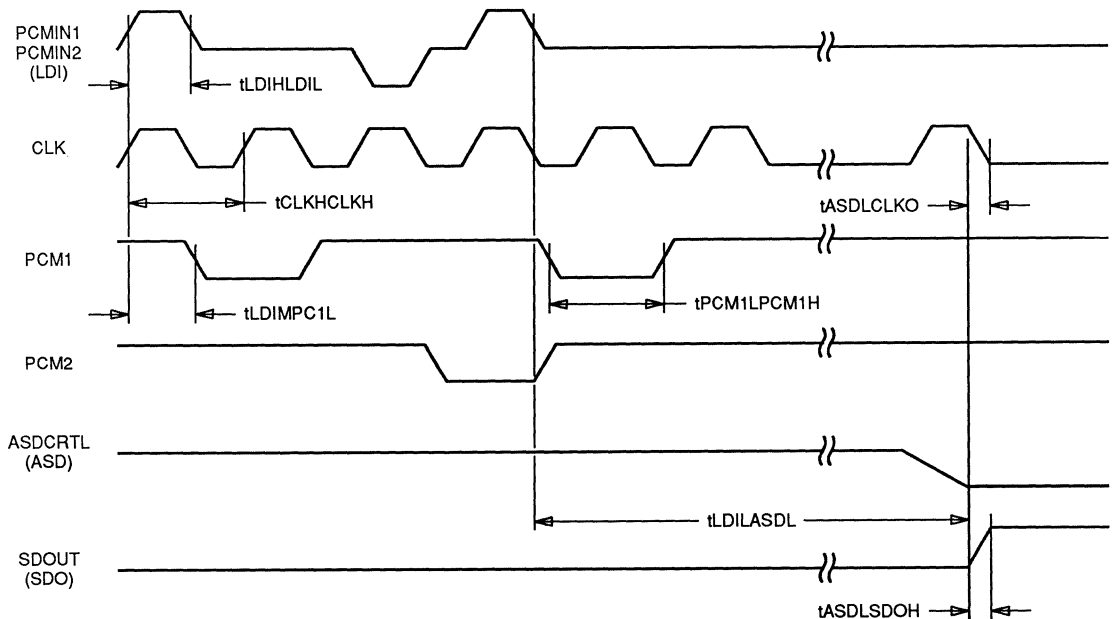 PCMIN1
PCMIN2
(LDI)
tLDIHLDIL
CLK
tCLKHCLKH
tASDLCLKO
PCM1
tLDIMPC1L
tPCM1LPCM1H
PCM2
ASDCRTL
(ASD)
tLDILASDL
SDOUT
(SDO)
tASDLSDOH